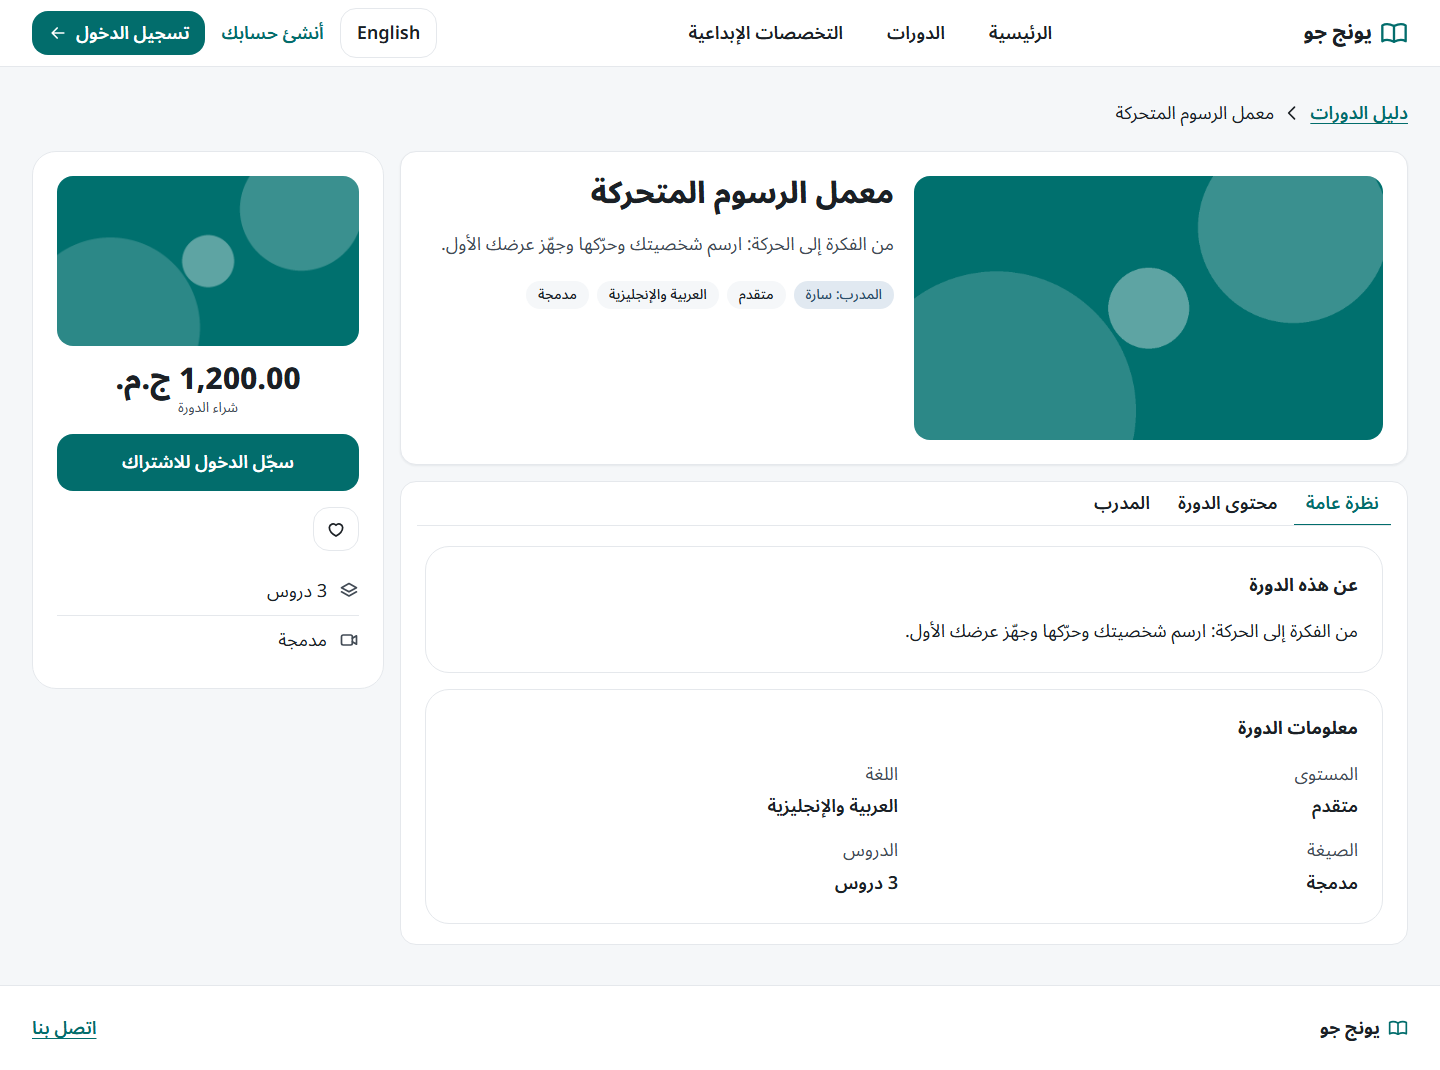 يونج جو
الرئيسية
الدورات
التخصصات الإبداعية
English
أنشئ حسابك
تسجيل الدخول
دليل الدورات
معمل الرسوم المتحركة
معمل الرسوم المتحركة
من الفكرة إلى الحركة: ارسم شخصيتك وحرّكها وجهّز عرضك الأول.
المدرب: سارة
متقدم
العربية والإنجليزية
مدمجة
1,200.00 ج.م.
شراء الدورة
سجّل الدخول للاشتراك
3 دروس
مدمجة
نظرة عامة
محتوى الدورة
المدرب
عن هذه الدورة
من الفكرة إلى الحركة: ارسم شخصيتك وحرّكها وجهّز عرضك الأول.
معلومات الدورة
المستوى
متقدم
اللغة
العربية والإنجليزية
الصيغة
مدمجة
الدروس
3 دروس
يونج جو
اتصل بنا